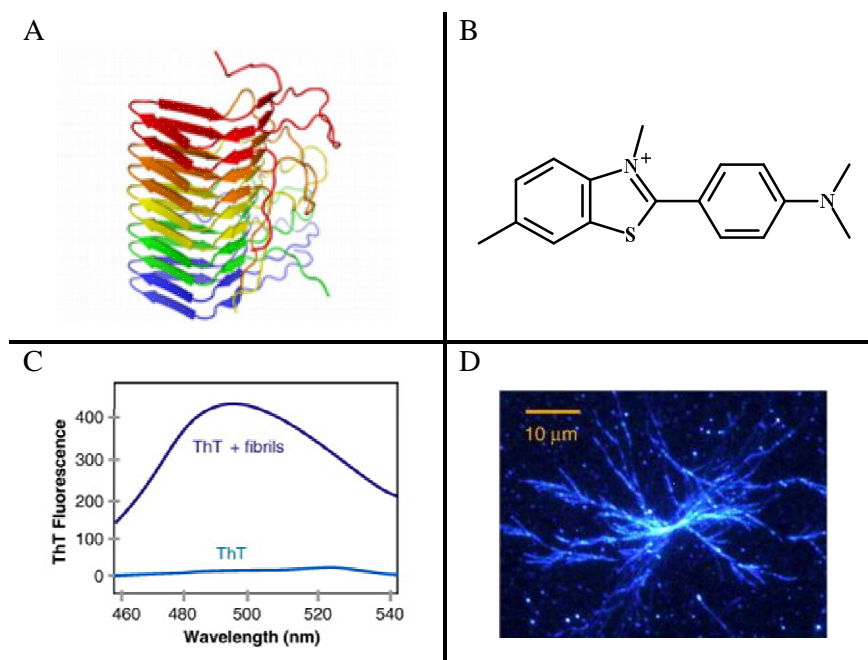 A
B
N
+
S
N
C
ThT Fluorescence
400
300
200
100
0
ThT + fibrils
ThT
460
480
500
520
540
Wavelength (nm)
D
10 μm